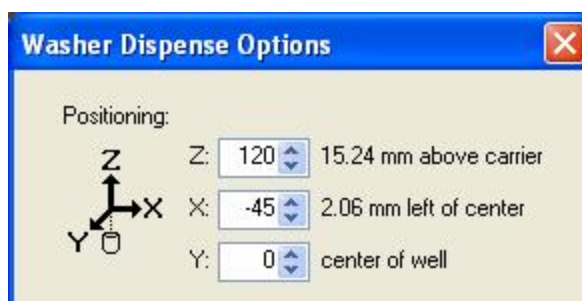 Washer Dispense Options
Positioning:
Z
X
Y
Z: 120 15.24 mm above carrier
X: -45 2.06 mm left of center
Y: 0 center of well